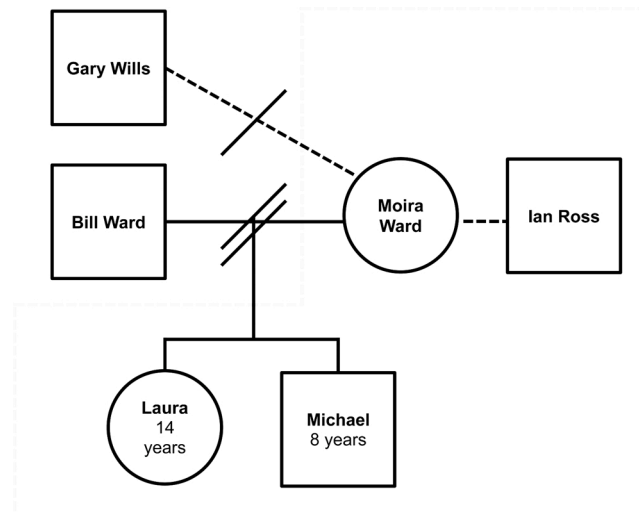 Gary Wills
Bill Ward
Moira
Ward
Ian Ross
Laura
14
years
Michael
8 years